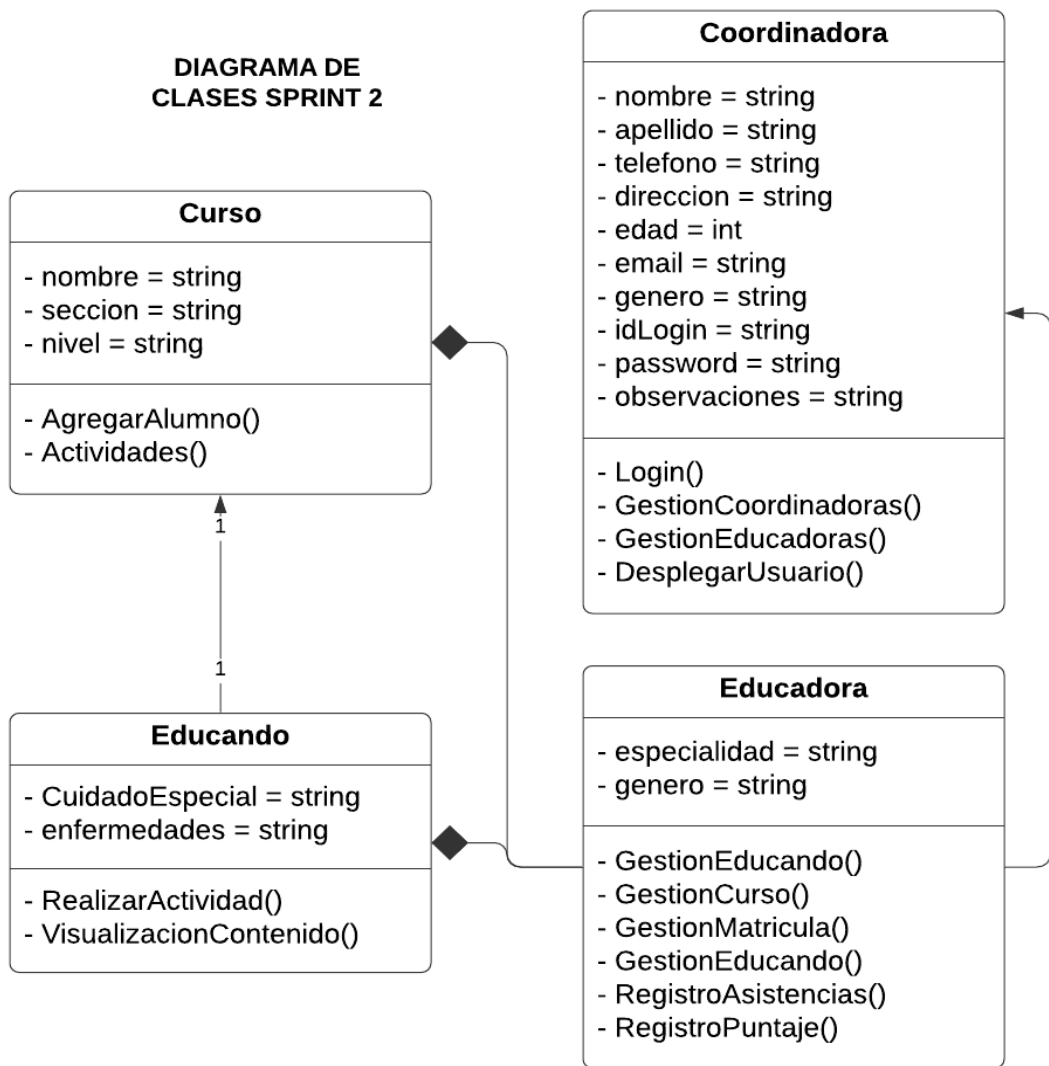 DIAGRAMA DE
CLASES SPRINT 2
Curso
- nombre = string
- seccion = string
- nivel = string
- AgregarAlumno()
- Actividades()
1
1
Educando
- CuidadoEspecial = string
- enfermedades = string
- RealizarActividad()
- VisualizacionContenido()
Coordinadora
- nombre = string
- apellido = string
- telefono = string
- direccion = string
- edad = int
- email = string
- genero = string
- idLogin = string
- password = string
- observaciones = string
- Login()
- GestionCoordinadoras()
- GestionEducadoras()
- DesplegarUsuario()
Educadora
- especialidad = string
- genero = string
- GestionEducando()
- GestionCurso()
- GestionMatricula()
- GestionEducando()
- RegistroAsistencias()
- RegistroPuntaje()